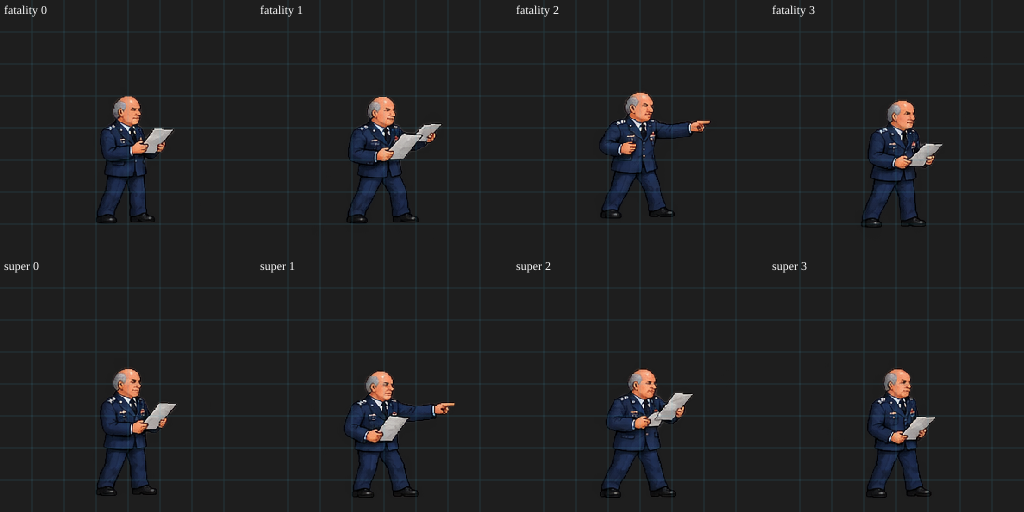 fatality 0
fatality 1
fatality 2
fatality 3
super 0
super 1
super 2
super 3